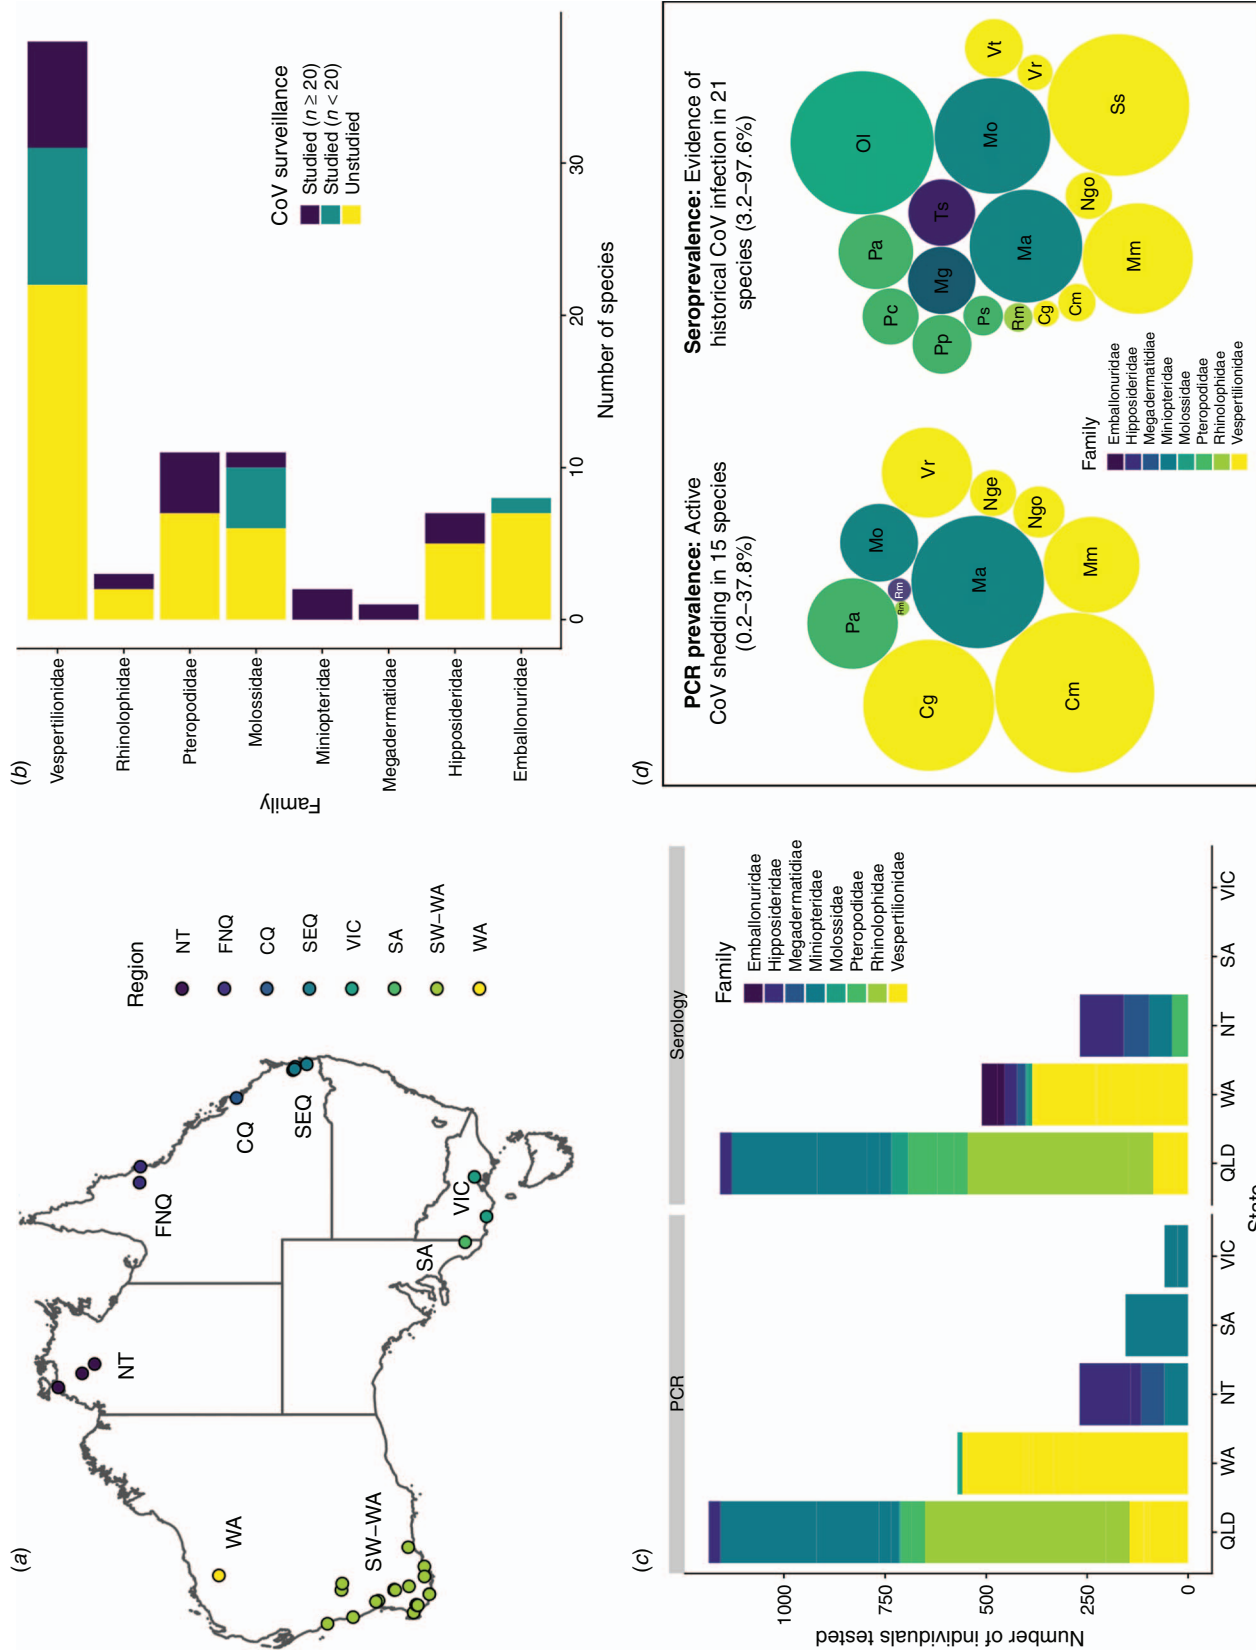 (a)
NT
FNQ
CQ
SEQ
WA
SW–WA
SA
VIC
Region
NT
FNQ
CQ
SEQ
VIC
SA
SW–WA
WA
(b)
Family
Vespertilionidae
Rhinolophidae
Pteropodidae
Molossidae
Miniopteridae
Megadermatidae
Hipposideridae
Emballonuridae
0
10
20
30
Number of species
CoV surveillance
Studied (n ≥ 20)
Studied (n < 20)
Unstudied
(c)
Number of individuals tested
1000
750
500
250
0
PCR
Serology
QLD
WA
NT
SA
VIC
QLD
WA
NT
SA
VIC
State
Family
Emballonuridae
Hipposideridae
Megadermatidiae
Miniopteridae
Molossidae
Pteropodidae
Rhinolophidae
Vespertilionidae
(d)
PCR prevalence: Active
CoV shedding in 15 species
(0.2–37.8%)
Pa
Mo
Vr
Rm
Rm
Nge
Cg
Ma
Ngo
Cm
Mm
Seroprevalence: Evidence of
historical CoV infection in 21
species (3.2–97.6%)
Ol
Pa
Pc
Ts
Mo
Vt
Pp
Mg
Vr
Ps
Ma
Rm
Cg
Ngo
Cm
Ss
Mm
Family
Emballonuridae
Hipposideridae
Megadermatidiae
Miniopteridae
Molossidae
Pteropodidae
Rhinolophidae
Vespertilionidae